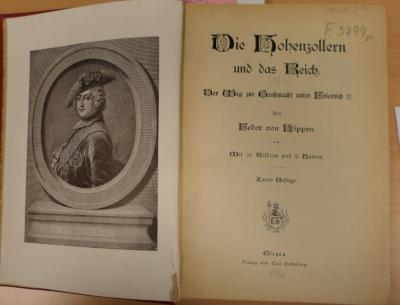 F 3799
Die Hohenzollern
und das Reich.
Der Weg zur Großmacht unter Friedrich II.
Von
Fedor von Köppen.
Mit 55 Bildern und 5 Karten.
Zweite Auflage.
Glogau,
Verlag von Carl Flemming.